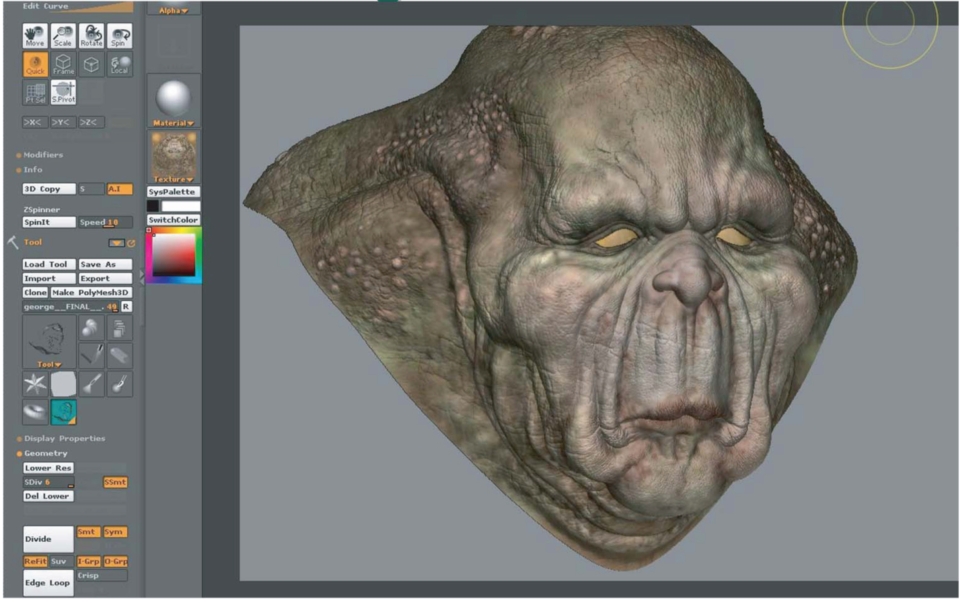 Edit Curve
Alpha
Move Scale Rotate Spin
Quick Frame Local
Pt Sel S.Pivot
>X< >Y< >Z<
Material
Modifiers
Info
Texture
3D Copy S A.I
SysPalette
ZSpinner
SpinIt Speed 10
SwitchColor
Tool
Load Tool Save As
Import Export
Clone Make PolyMesh3D
george__FINAL__. 49 R
Tool
Display Properties
Geometry
Lower Res
SDiv 6 SSmt
Del Lower
Divide Smt Sym
ReFit Suv I-Grp O-Grp
Edge Loop Crisp